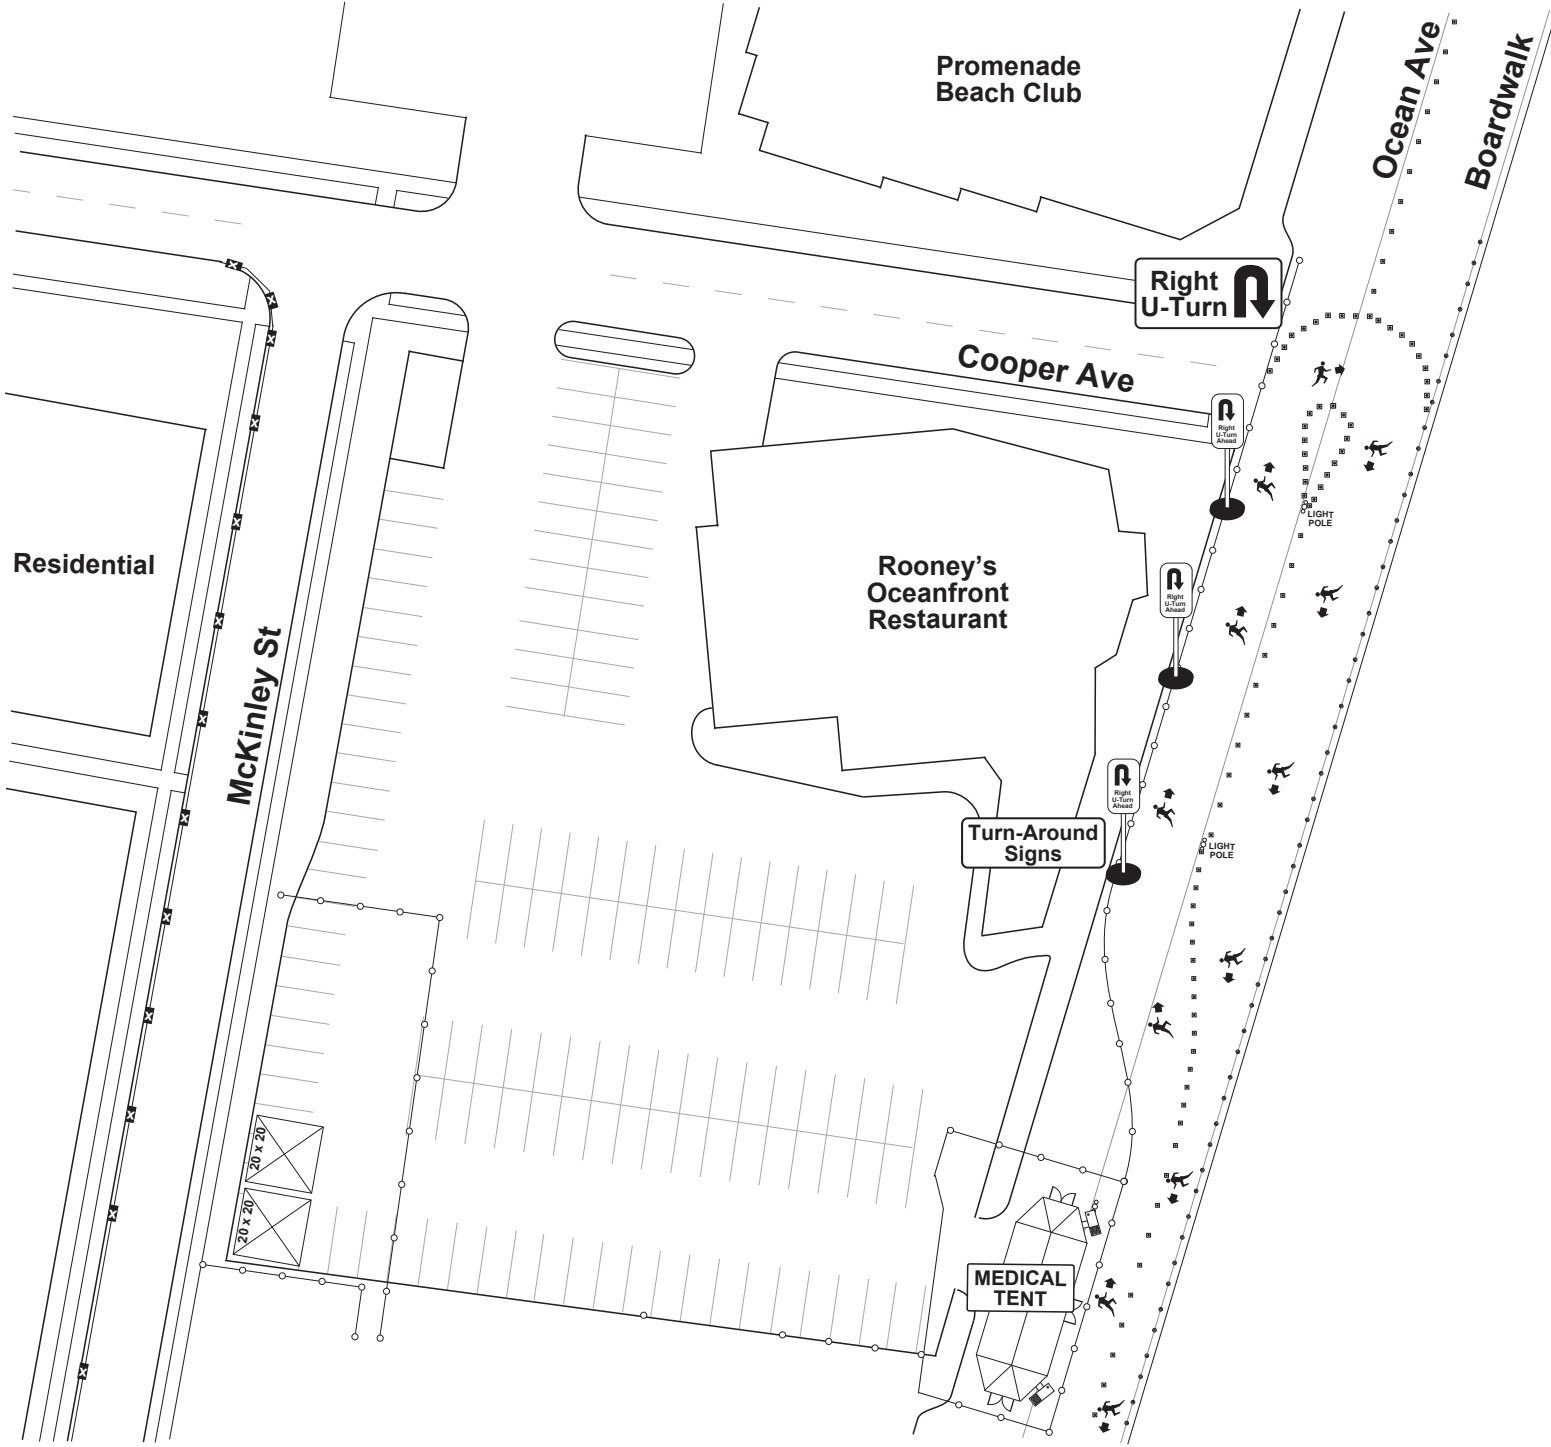 Promenade
Beach Club
Ocean Ave
Boardwalk
Right
U-Turn
Cooper Ave
Right
U-Turn
Ahead
LIGHT
POLE
Residential
Rooney's
Oceanfront
Restaurant
Right
U-Turn
Ahead
McKinley St
Right
U-Turn
Ahead
Turn-Around
Signs
LIGHT
POLE
20 x 20
20 x 20
MEDICAL
TENT